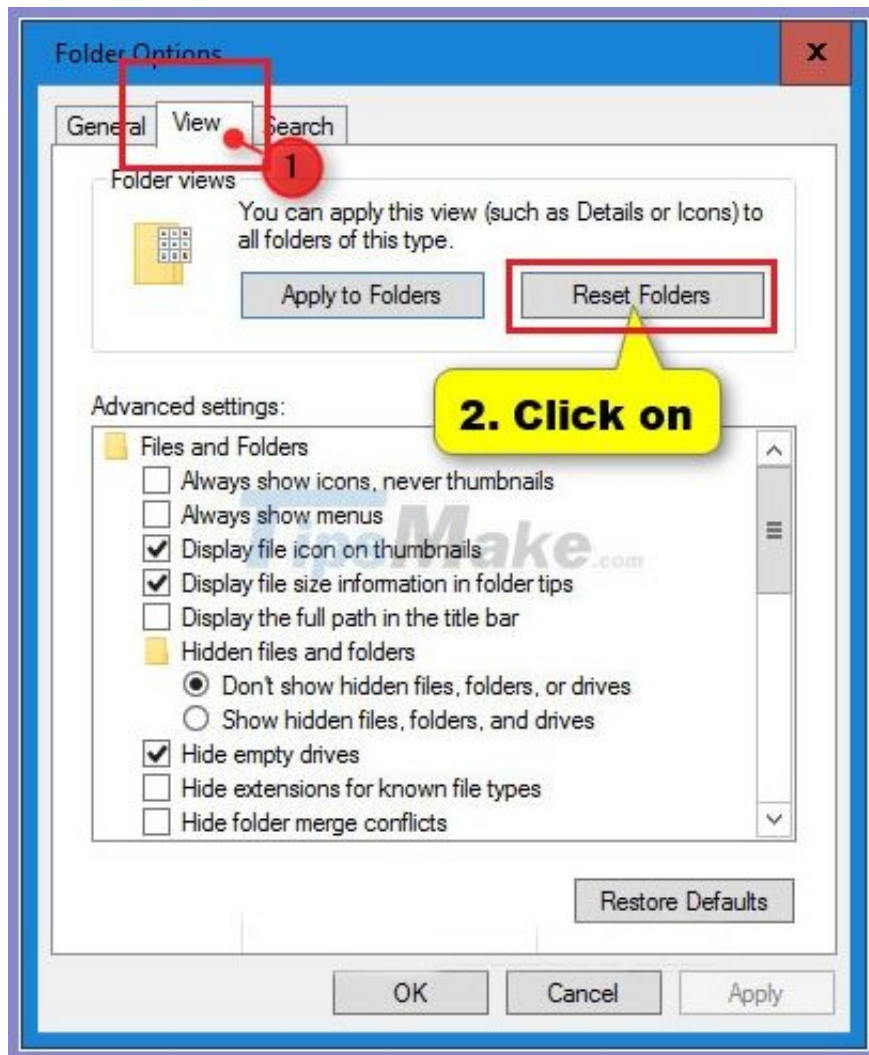 Folder Options
x
General View Search
1
Folder views
You can apply this view (such as Details or Icons) to
all folders of this type.
Apply to Folders Reset Folders
2. Click on
Advanced settings:
Files and Folders
Always show icons, never thumbnails
Always show menus
Display file icon on thumbnails
Display file size information in folder tips
Display the full path in the title bar
Hidden files and folders
Don't show hidden files, folders, or drives
Show hidden files, folders, and drives
Hide empty drives
Hide extensions for known file types
Hide folder merge conflicts
TipsMake.com
Restore Defaults
OK Cancel Apply